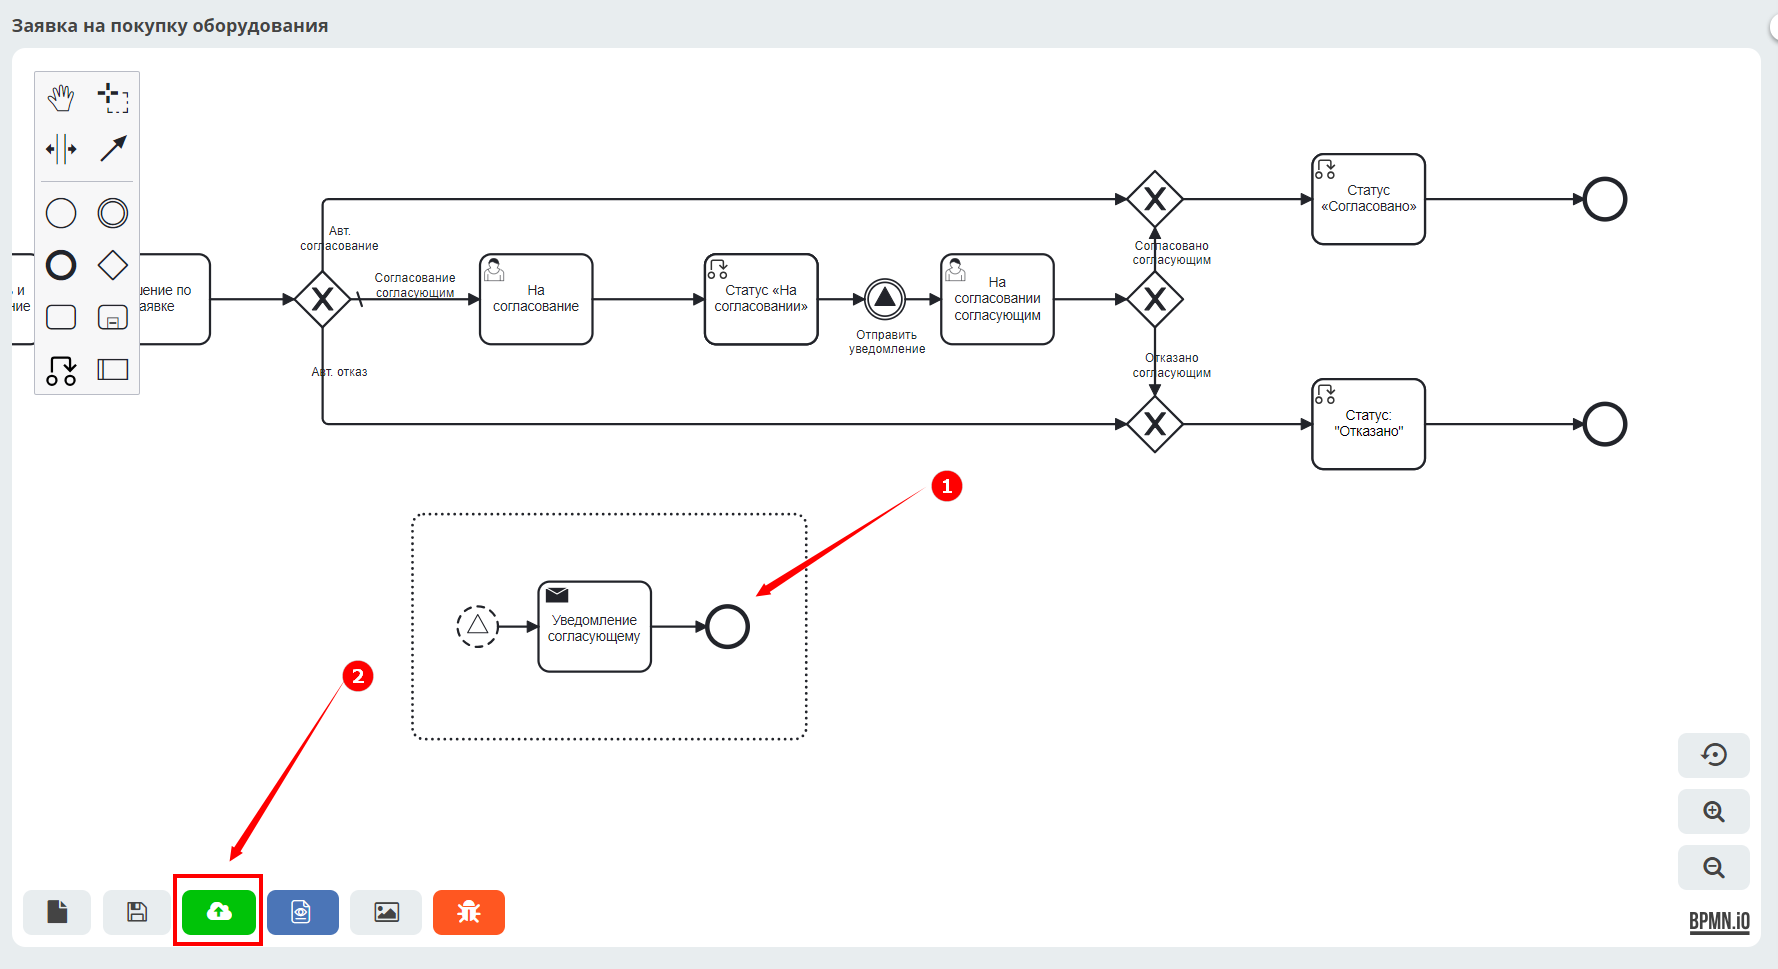 Заявка на покупку оборудования
Статус
«Согласовано»
Авт.
согласование
Согласовано
согласующим
Согласование
согласующим
и
ние
шение по
аявке
На
согласование
Статус «На
согласовании»
На
согласовании
согласующим
Отправить
уведомление
Авт. отказ
Отказано
согласующим
Статус:
"Отказано"
1
Уведомление
согласующему
2
BPMN.iO